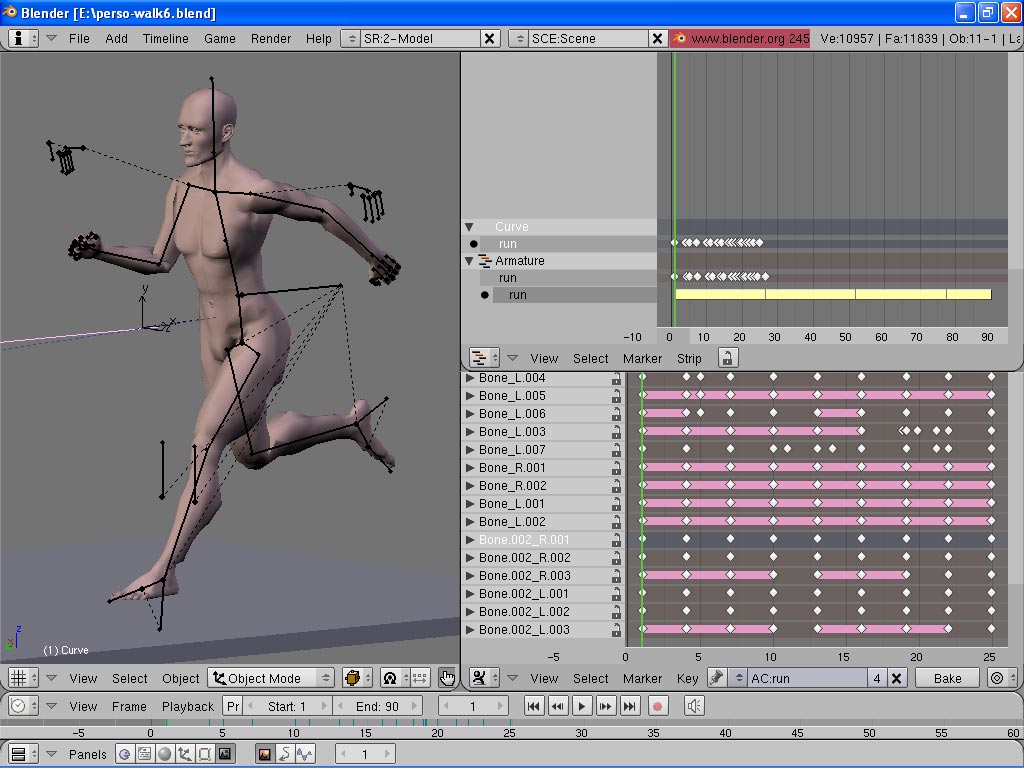 Blender [E:\perso-walk6.blend]
File Add Timeline Game Render Help SR:2-Model SCE:Scene www.blender.org 245 Ve:10957 | Fa:11839 | Ob:11-1 | La
y
x
z
(1) Curve
View Select Object Object Mode
Curve
run
Armature
run
run
-10 0 10 20 30 40 50 60 70 80 90
View Select Marker Strip
Bone_L.004
Bone_L.005
Bone_L.006
Bone_L.003
Bone_L.007
Bone_R.001
Bone_R.002
Bone_L.001
Bone_L.002
Bone.002_R.001
Bone.002_R.002
Bone.002_R.003
Bone.002_L.001
Bone.002_L.002
Bone.002_L.003
-5 0 5 10 15 20 25
View Select Marker Key AC:run 4 Bake
View Frame Playback Pr Start: 1 End: 90 1
-5 0 5 10 15 20 25 30 35 40 45 50 55 60
Panels 1